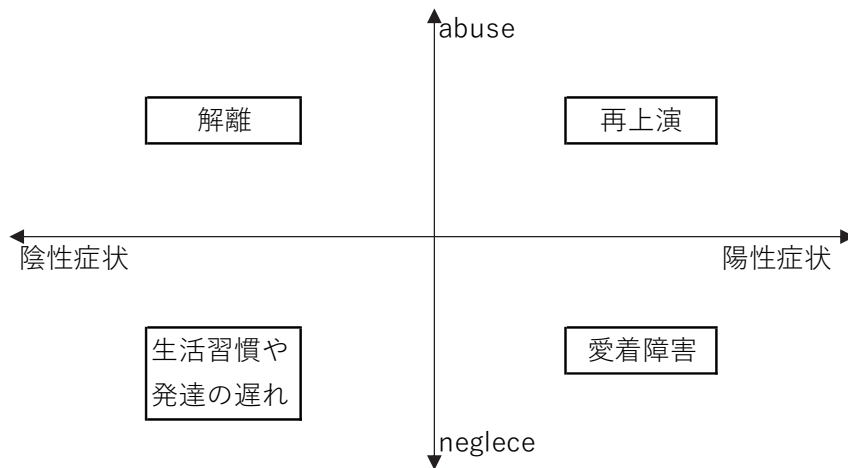 abuse
解離
再上演
陰性症状
陽性症状
生活習慣や
発達の遅れ
愛着障害
neglece